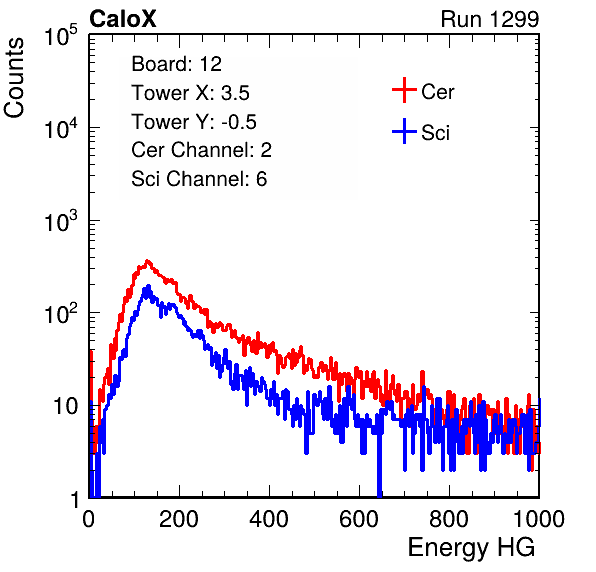 CaloX Run 1299
Counts
Board: 12
Tower X: 3.5
Tower Y: -0.5
Cer Channel: 2
Sci Channel: 6
Cer
Sci
10^5
10^4
10^3
10^2
10
1
0 200 400 600 800 1000
Energy HG